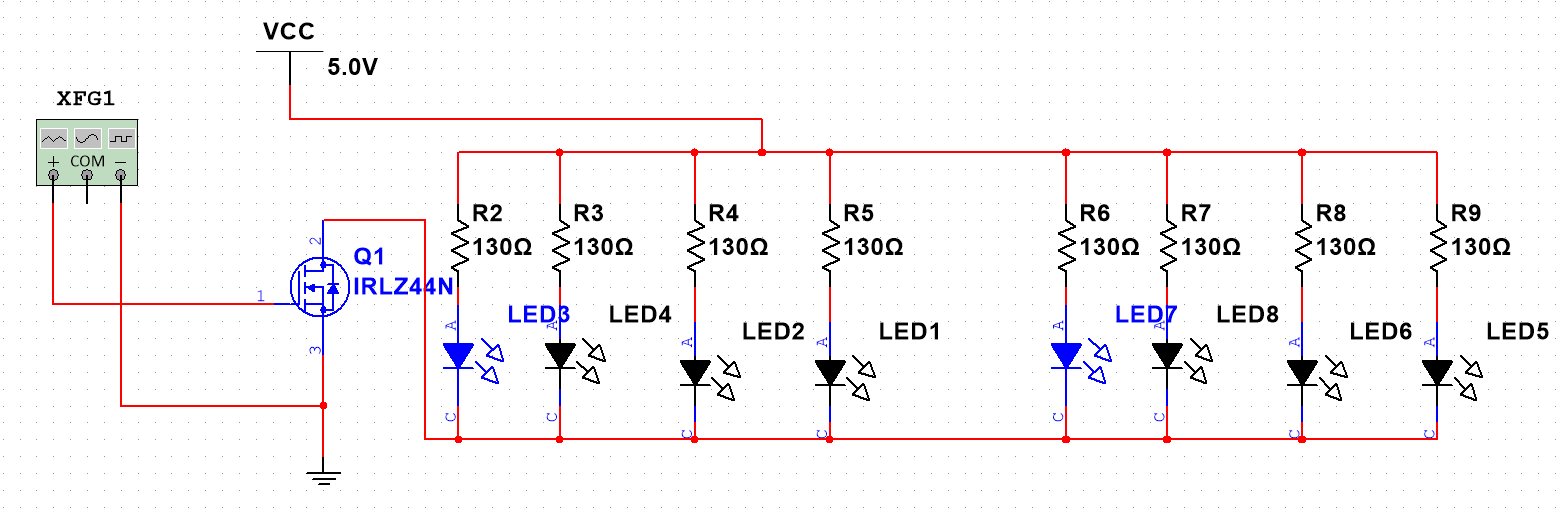 VCC
5.0V
XFG1
+ COM −
R2
130Ω
R3
130Ω
R4
130Ω
R5
130Ω
R6
130Ω
R7
130Ω
R8
130Ω
R9
130Ω
2
Q1
IRLZ44N
1
3
LED3
LED4
LED2
LED1
LED7
LED8
LED6
LED5
A
A
A
A
A
A
A
A
C
C
C
C
C
C
C
C